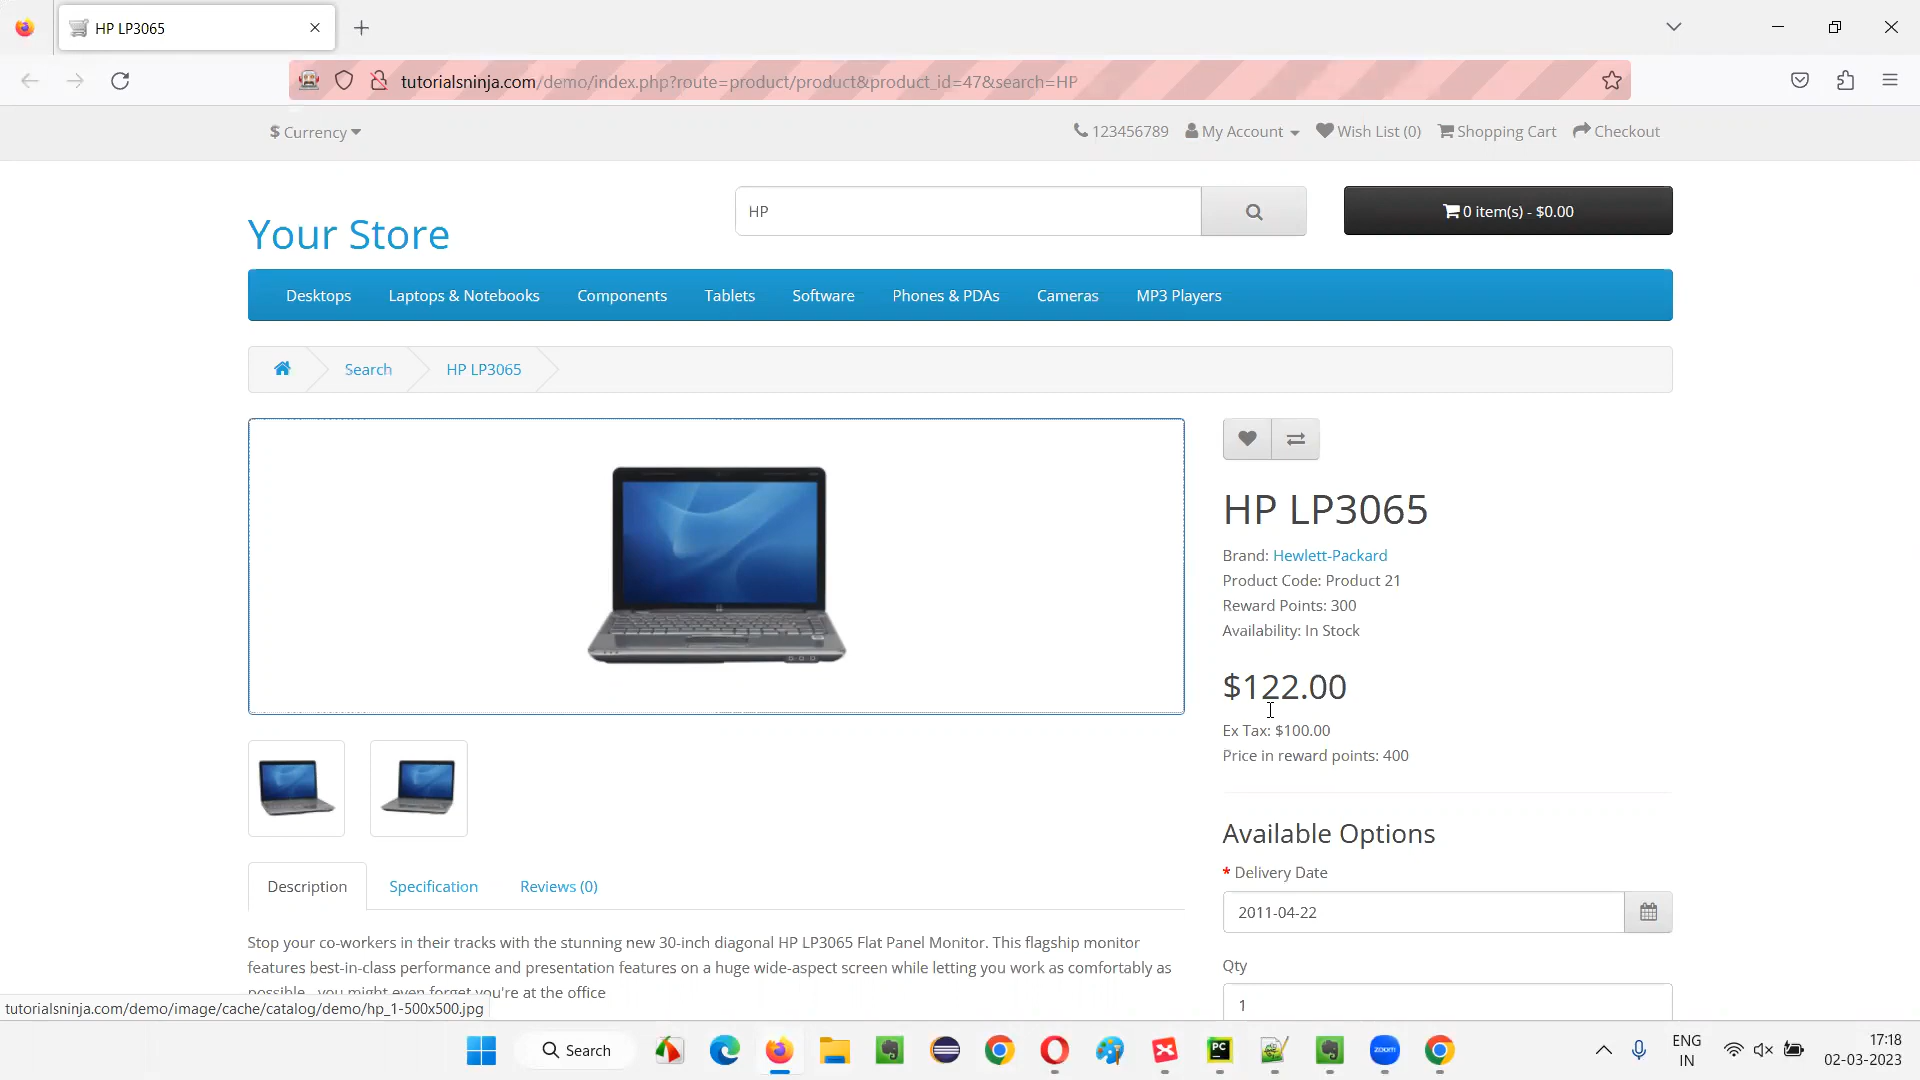 HP LP3065
tutorialsninja.com/demo/index.php?route=product/product&product_id=47&search=HP
$ Currency
123456789
My Account
Wish List (0)
Shopping Cart
Checkout
Your Store
HP
0 item(s) - $0.00
Desktops
Laptops & Notebooks
Components
Tablets
Software
Phones & PDAs
Cameras
MP3 Players
Search
HP LP3065
HP LP3065
Brand: Hewlett-Packard
Product Code: Product 21
Reward Points: 300
Availability: In Stock
$122.00
Ex Tax: $100.00
Price in reward points: 400
Available Options
* Delivery Date
2011-04-22
Qty
1
Description
Specification
Reviews (0)
Stop your co-workers in their tracks with the stunning new 30-inch diagonal HP LP3065 Flat Panel Monitor. This flagship monitor
features best-in-class performance and presentation features on a huge wide-aspect screen while letting you work as comfortably as
possible - you might even forget you're at the office
tutorialsninja.com/demo/image/cache/catalog/demo/hp_1-500x500.jpg
Search
PC
zoom
ENG
IN
17:18
02-03-2023